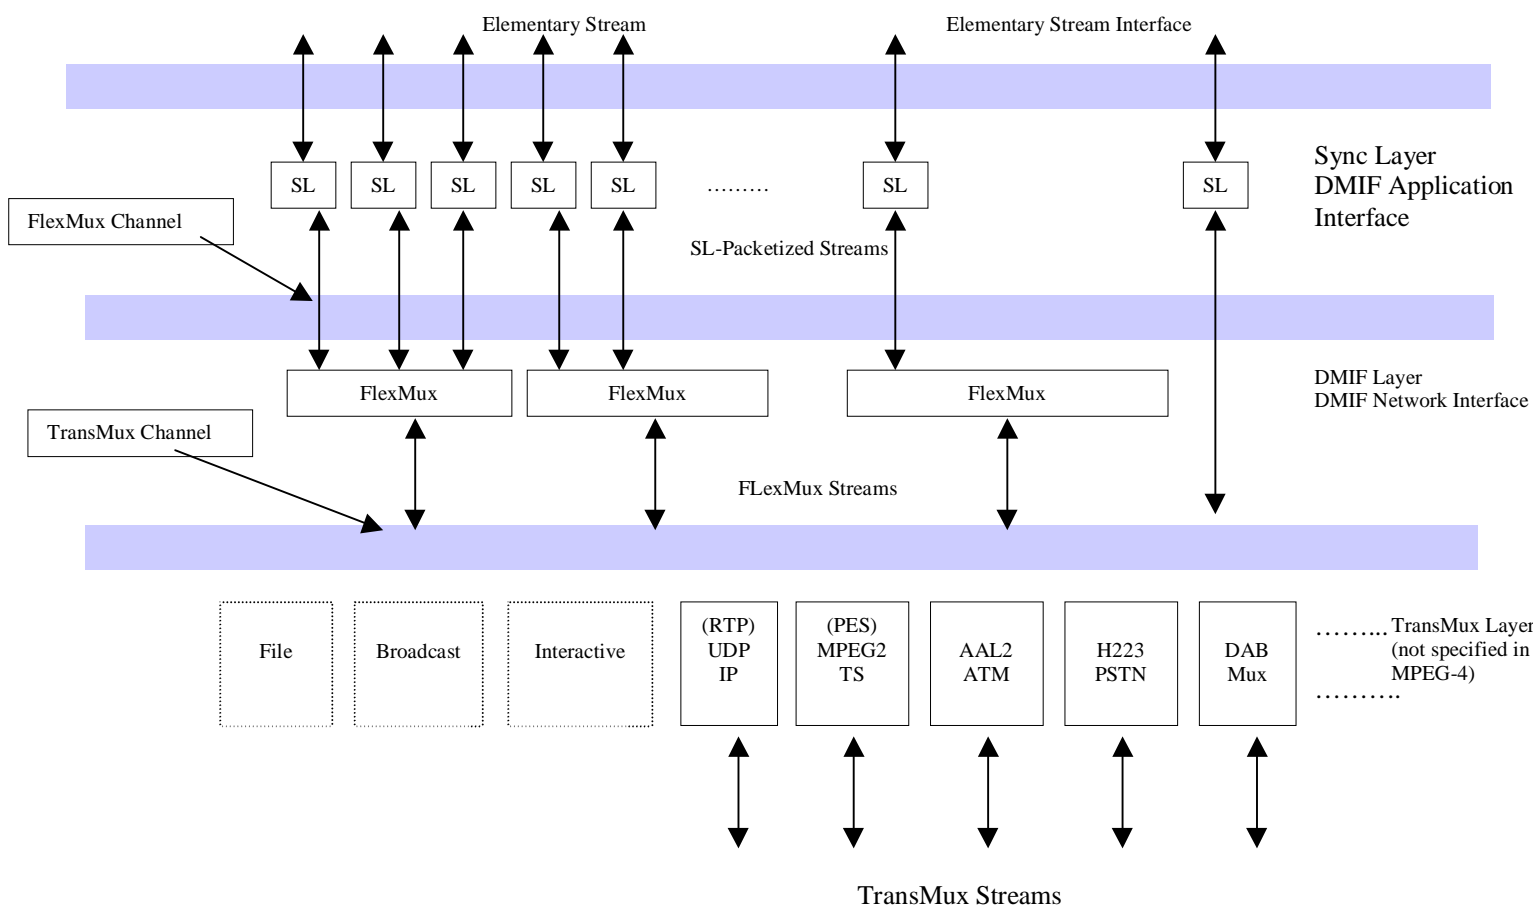 Elementary Stream
Elementary Stream Interface
SL
SL
SL
SL
SL
………
SL
SL
Sync Layer
DMIF Application
Interface
FlexMux Channel
SL-Packetized Streams
FlexMux
FlexMux
FlexMux
DMIF Layer
DMIF Network Interface
TransMux Channel
FLexMux Streams
File
Broadcast
Interactive
(RTP)
UDP
IP
(PES)
MPEG2
TS
AAL2
ATM
H223
PSTN
DAB
Mux
……... TransMux Layer
(not specified in
MPEG-4)
……….
TransMux Streams